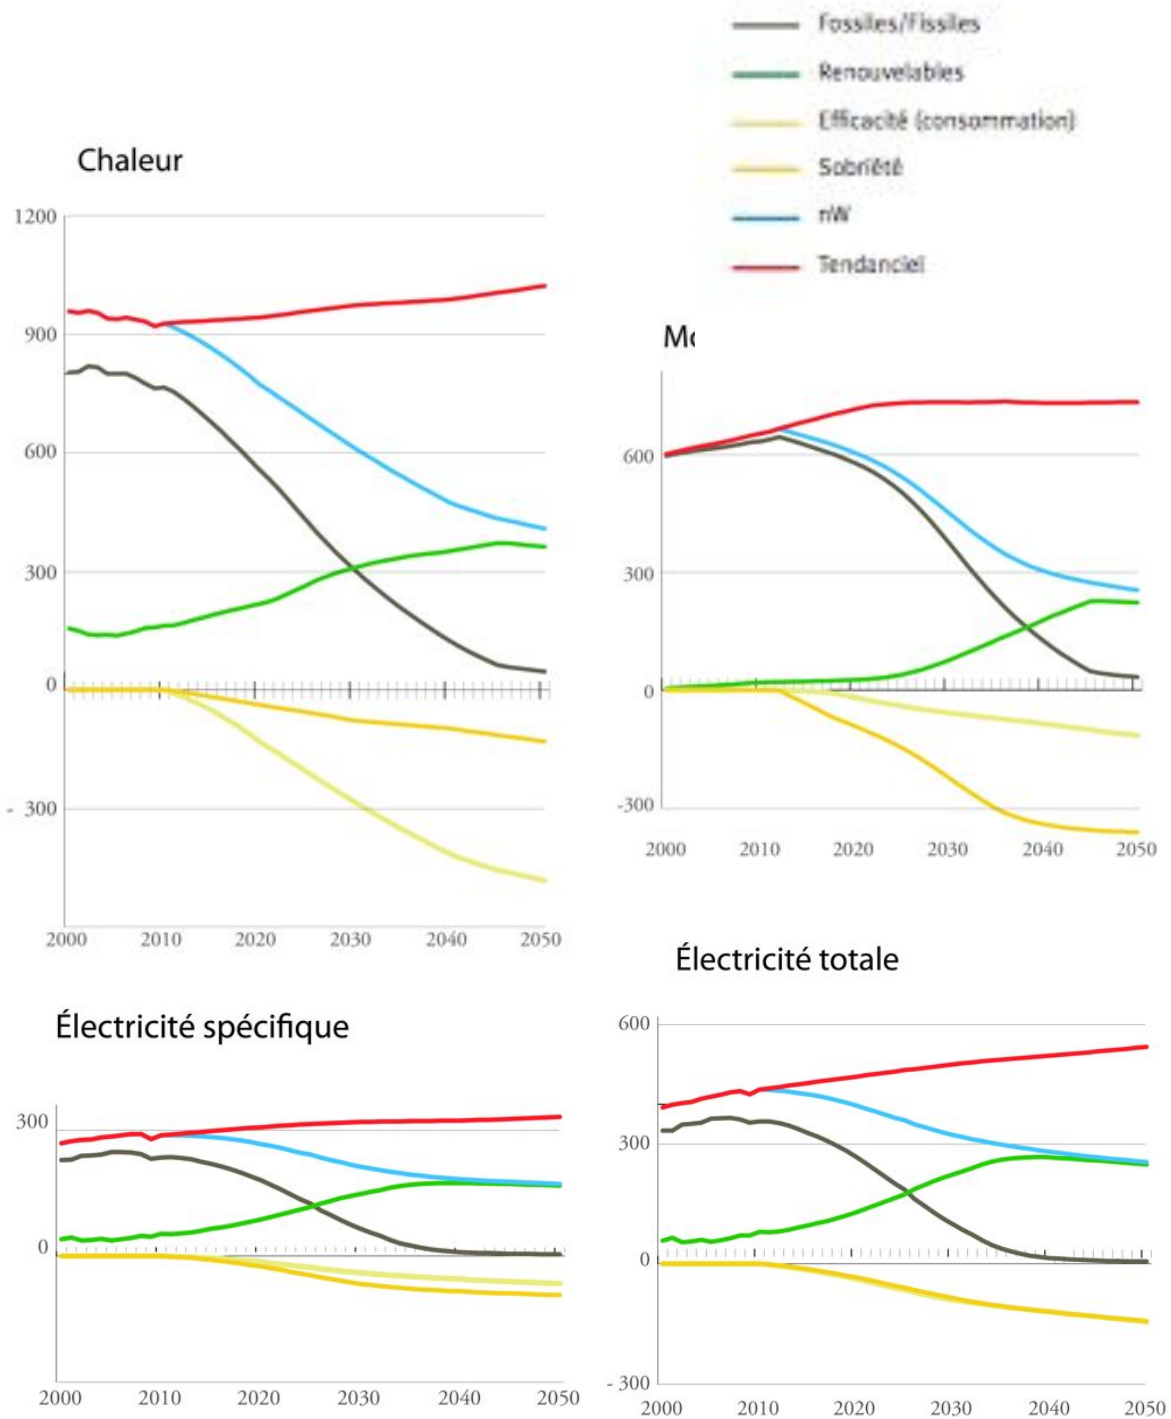 Fossiles/Fissiles
Renouvelables
Efficacité (consommation)
Sobriété
nW
Tendanciel
Chaleur
1200
900
600
300
0
- 300
2000 2010 2020 2030 2040 2050
Mo
600
300
0
-300
2000 2010 2020 2030 2040 2050
Électricité spécifique
300
0
2000 2010 2020 2030 2040 2050
Électricité totale
600
300
0
- 300
2000 2010 2020 2030 2040 2050